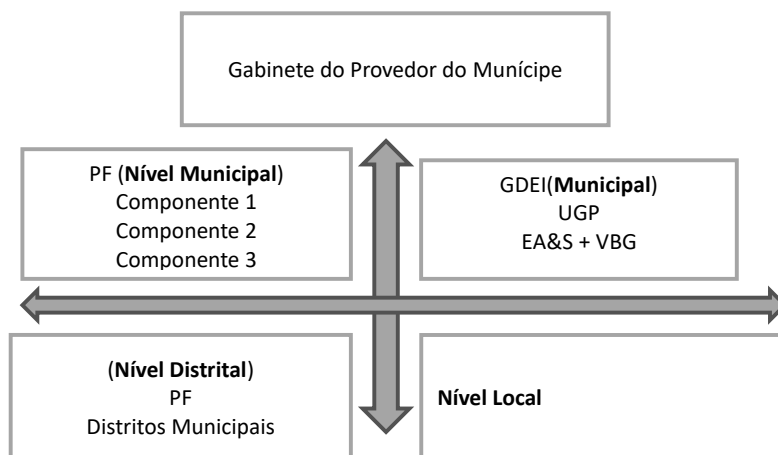 Gabinete do Provedor do Munícipe
PF (Nível Municipal)
Componente 1
Componente 2
Componente 3
GDEI(Municipal)
UGP
EA&S + VBG
(Nível Distrital)
PF
Distritos Municipais
Nível Local